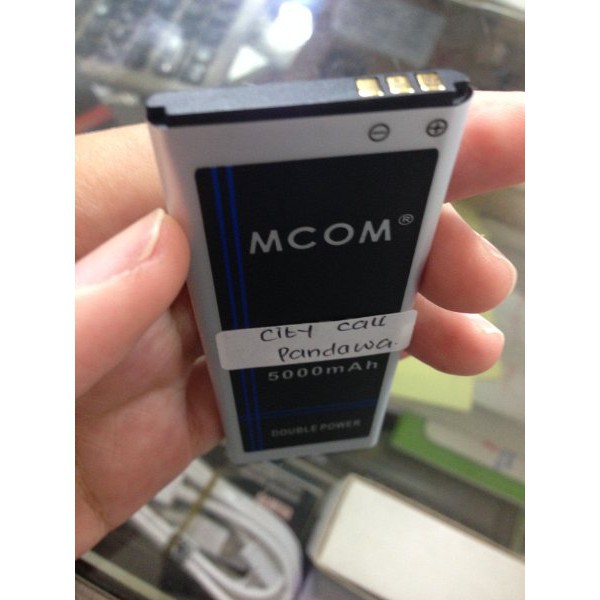 ⊖ ⊕
MCOM®
City call
Pandawa.
5000mAh
DOUBLE POWER